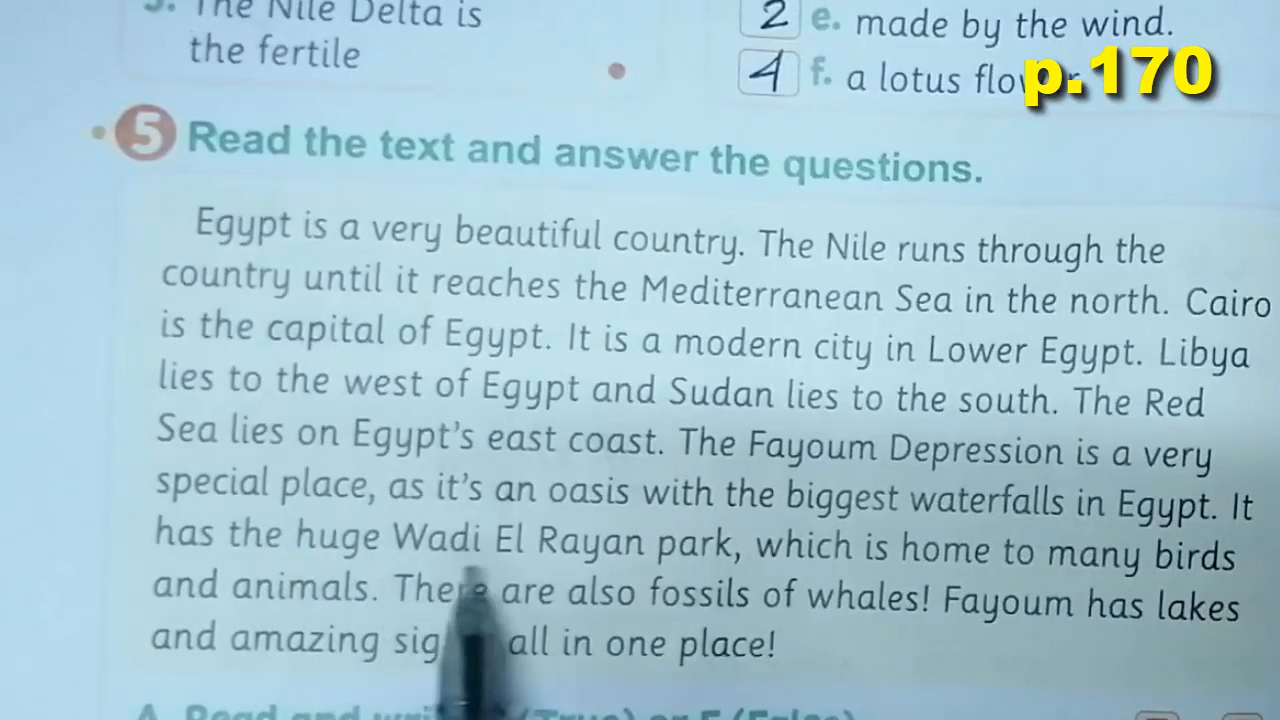 The Nile Delta is
the fertile
2 e. made by the wind.
4 f. a lotus
p.170
5 Read the text and answer the questions.
Egypt is a very beautiful country. The Nile runs through the
country until it reaches the Mediterranean Sea in the north. Cairo
is the capital of Egypt. It is a modern city in Lower Egypt. Libya
lies to the west of Egypt and Sudan lies to the south. The Red
Sea lies on Egypt's east coast. The Fayoum Depression is a very
special place, as it's an oasis with the biggest waterfalls in Egypt. It
has the huge Wadi El Rayan park, which is home to many birds
and animals. There are also fossils of whales! Fayoum has lakes
and amazing all in one place!
A. Read and (True) or F (False)